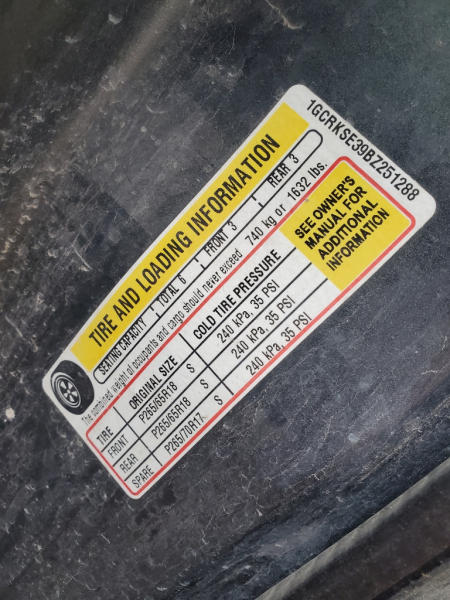 1GCRKSE39BZ251288
TIRE AND LOADING INFORMATION
SEATING CAPACITY TOTAL 6 FRONT 3 REAR 3
The combined weight of occupants and cargo should never exceed 740 kg or 1632 lbs.
TIRE ORIGINAL SIZE COLD TIRE PRESSURE
FRONT P265/65R18 S 240 kPa, 35 PSI
REAR P265/65R18 S 240 kPa, 35 PSI
SPARE P265/70R17 S 240 kPa, 35 PSI
SEE OWNER'S
MANUAL FOR
ADDITIONAL
INFORMATION